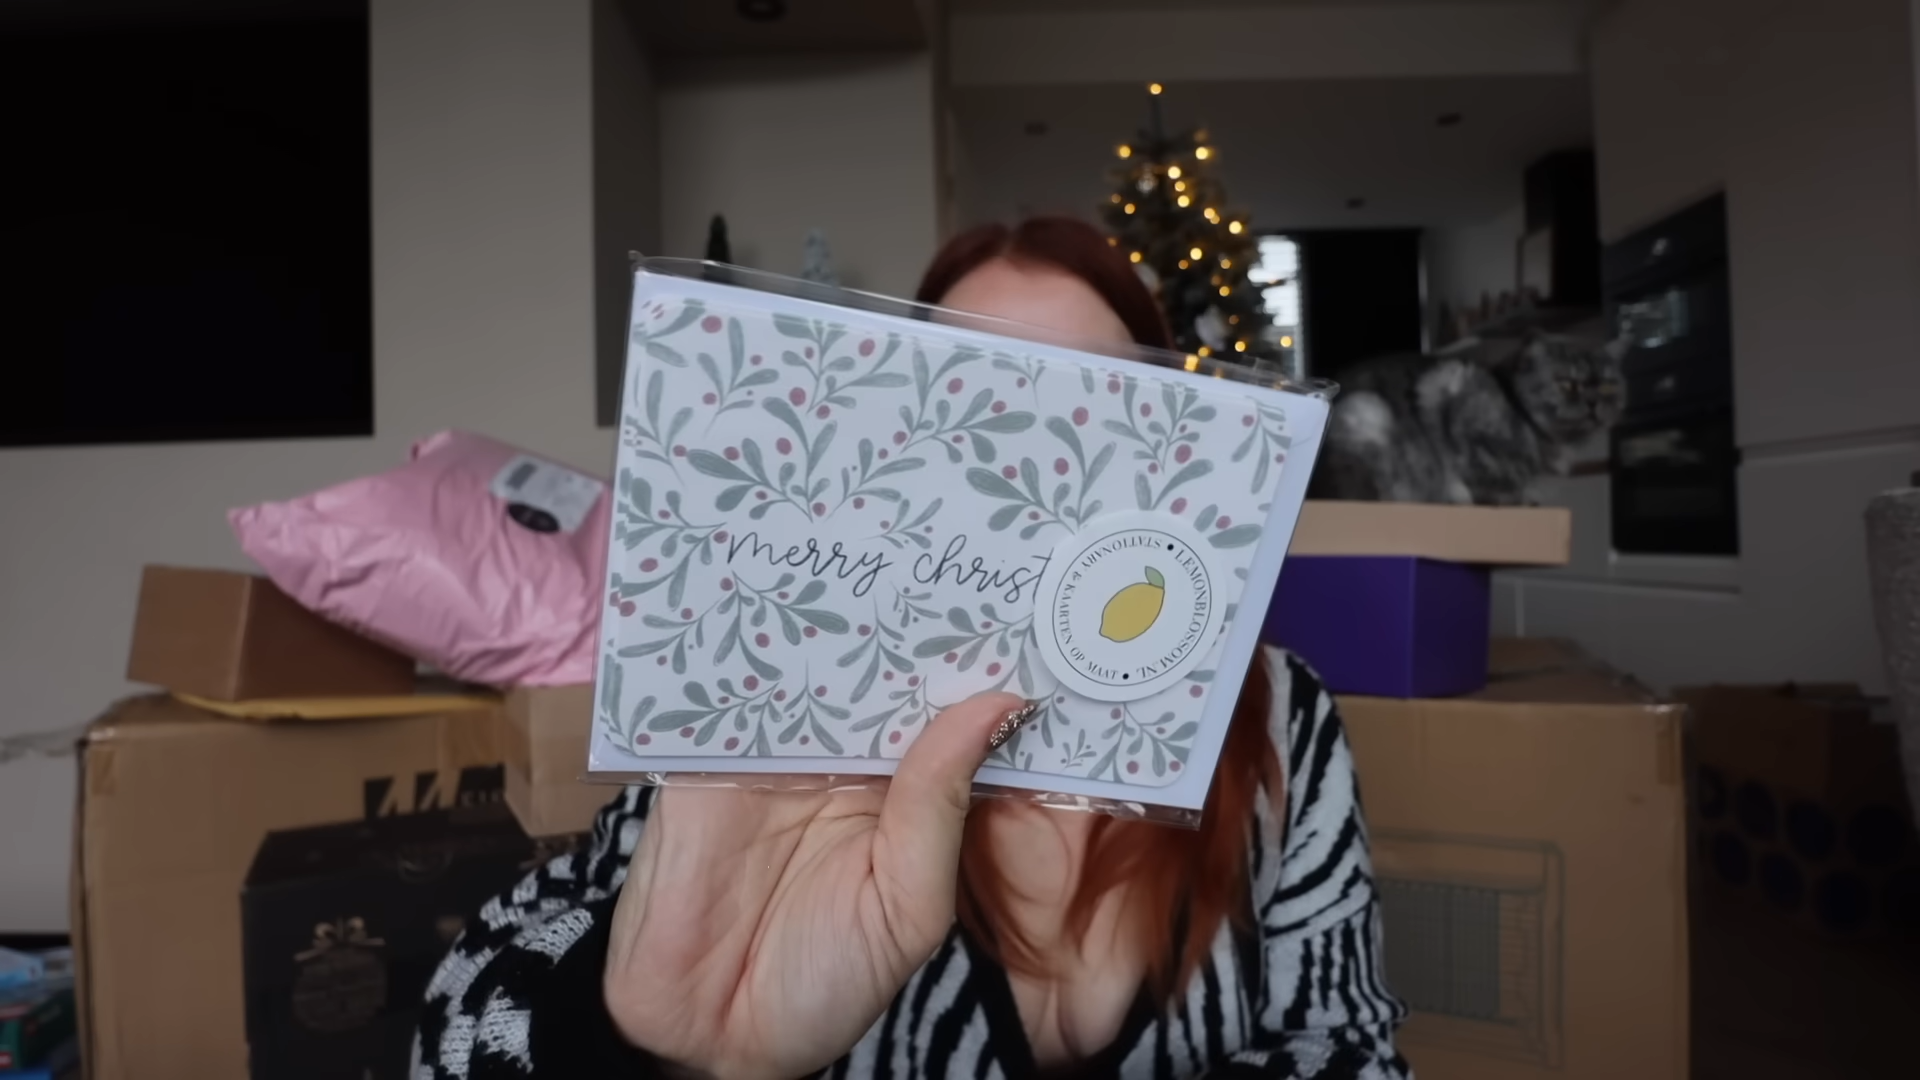 merry christ
LEMONBLOSSOM.NL • STATIONARY & KAARTEN OP MAAT •